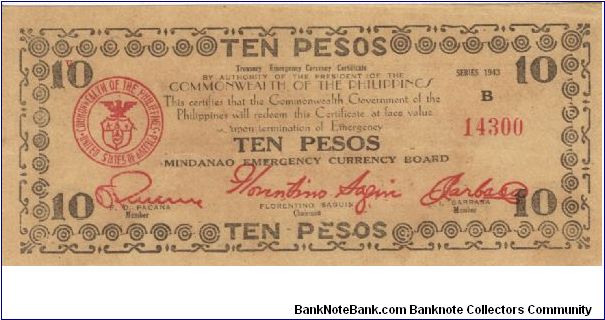 TEN PESOS
10 10
Treasury Emergency Currency Certificate
BY AUTHORITY OF THE PRESIDENT OF THE
COMMONWEALTH OF THE PHILIPPINES
SERIES 1943
B
14300
This certifies that the Commonwealth Government of the
Philippines will redeem this Certificate at face value
upon termination of Emergency
COMMONWEALTH OF THE PHILIPPINES
UNITED STATES OF AMERICA
TEN PESOS
MINDANAO EMERGENCY CURRENCY BOARD
Florentino Saguin
P. PACANA
Member
FLORENTINO SAGUIN
Chairman
BARBASA
Member
10 10
TEN PESOS
BankNoteBank.com Banknote Collectors Community